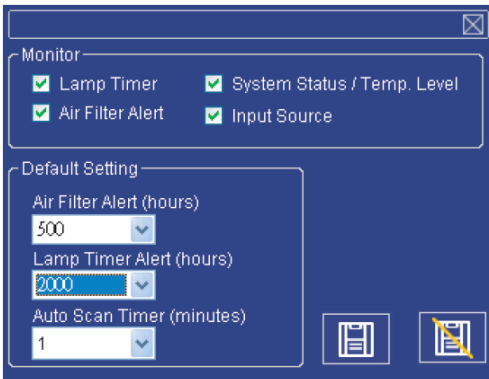 Monitor
Lamp Timer
System Status / Temp. Level
Air Filter Alert
Input Source
Default Setting
Air Filter Alert (hours)
500
Lamp Timer Alert (hours)
2000
Auto Scan Timer (minutes)
1